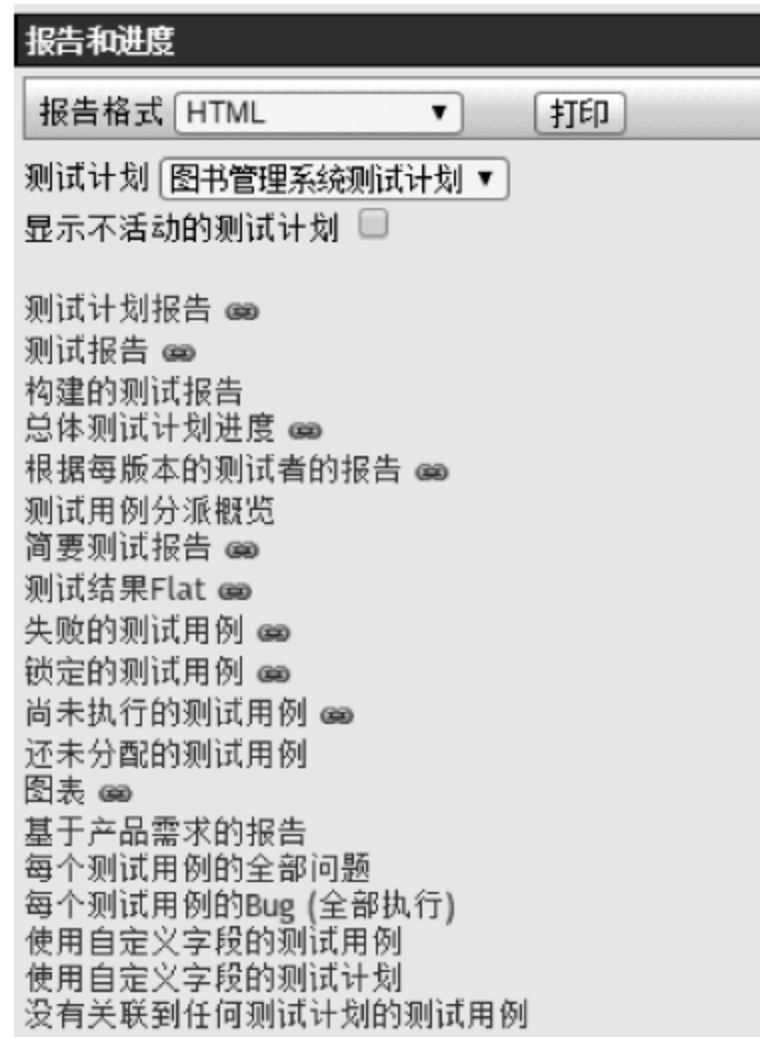 报告和进度
报告格式 HTML 打印
测试计划 图书管理系统测试计划
显示不活动的测试计划
测试计划报告
测试报告
构建的测试报告
总体测试计划进度
根据每版本的测试者的报告
测试用例分派概览
简要测试报告
测试结果Flat
失败的测试用例
锁定的测试用例
尚未执行的测试用例
还未分配的测试用例
图表
基于产品需求的报告
每个测试用例的全部问题
每个测试用例的Bug (全部执行)
使用自定义字段的测试用例
使用自定义字段的测试计划
没有关联到任何测试计划的测试用例